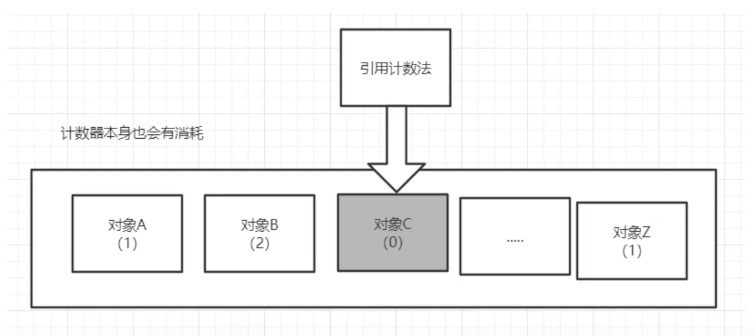 引用计数法
计数器本身也会有消耗
对象A
(1)
对象B
(2)
对象C
(0)
.....
对象Z
(1)